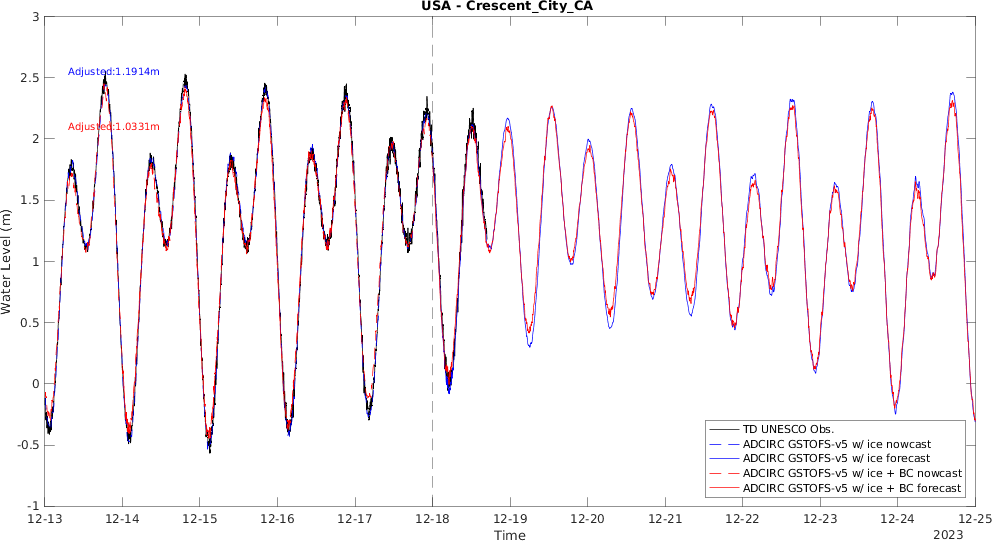 USA - Crescent_City_CA
3
2.5
2
1.5
1
0.5
0
-0.5
-1
Water Level (m)
Adjusted:1.1914m
Adjusted:1.0331m
TD UNESCO Obs.
ADCIRC GSTOFS-v5 w/ ice nowcast
ADCIRC GSTOFS-v5 w/ ice forecast
ADCIRC GSTOFS-v5 w/ ice + BC nowcast
ADCIRC GSTOFS-v5 w/ ice + BC forecast
12-13 12-14 12-15 12-16 12-17 12-18 12-19 12-20 12-21 12-22 12-23 12-24 12-25
Time
2023